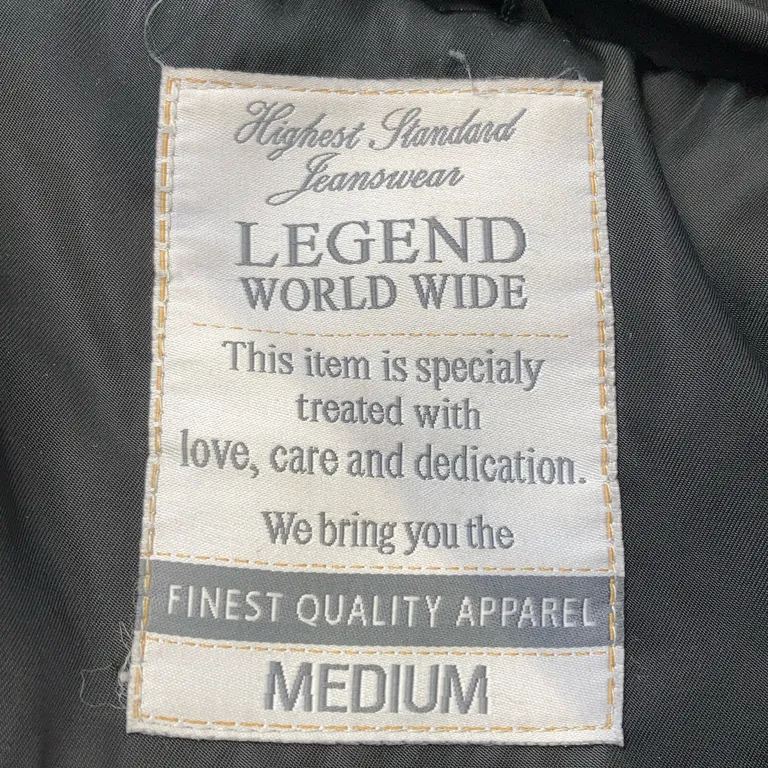 Highest Standard
Jeanswear
LEGEND
WORLD WIDE
This item is specialy
treated with
love, care and dedication.
We bring you the
FINEST QUALITY APPAREL
MEDIUM